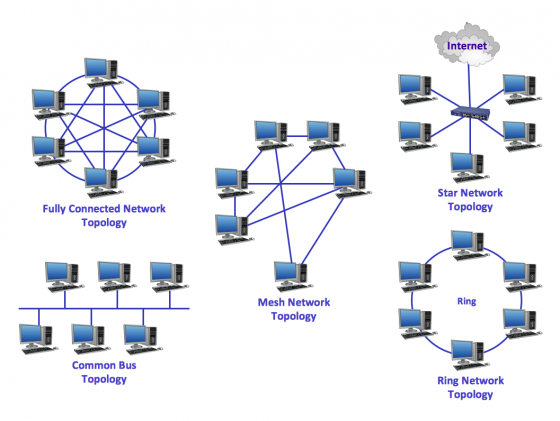 Internet
Fully Connected Network
Topology
Star Network
Topology
Mesh Network
Topology
Ring
Common Bus
Topology
Ring Network
Topology